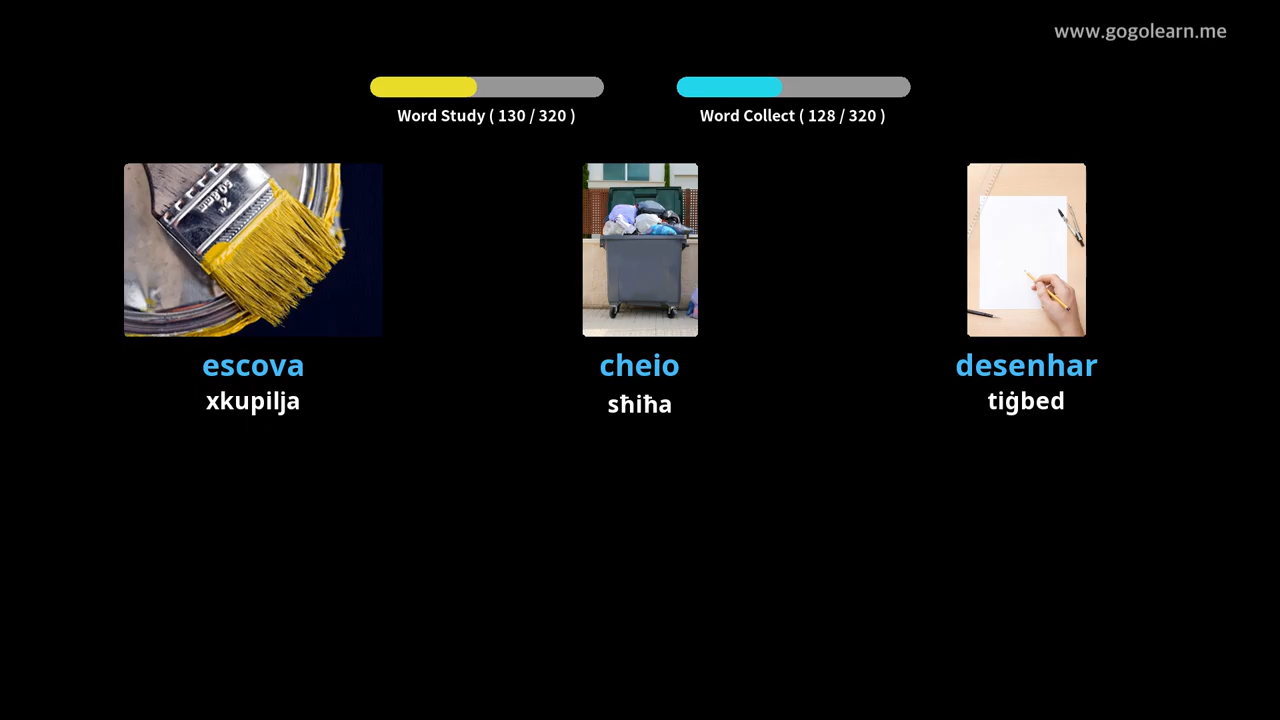 www.gogolearn.me
Word Study ( 130 / 320 )
Word Collect ( 128 / 320 )
escova
cheio
desenhar
xkupilja
sħiħa
tiġbed